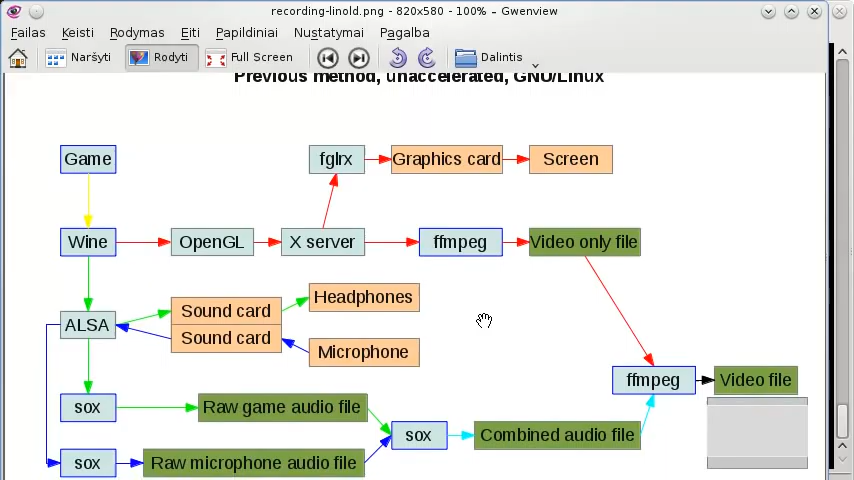 recording-linold.png - 820x580 - 100% – Gwenview
Failas Keisti Rodymas Eiti Papildiniai Nustatymai Pagalba
Naršyti Rodyti Full Screen Dalintis
Previous method, unaccelerated, GNU/Linux
Game fglrx Graphics card Screen
Wine OpenGL X server ffmpeg Video only file
Headphones
Sound card
ALSA
Sound card
Microphone
ffmpeg Video file
sox Raw game audio file
sox Combined audio file
sox Raw microphone audio file